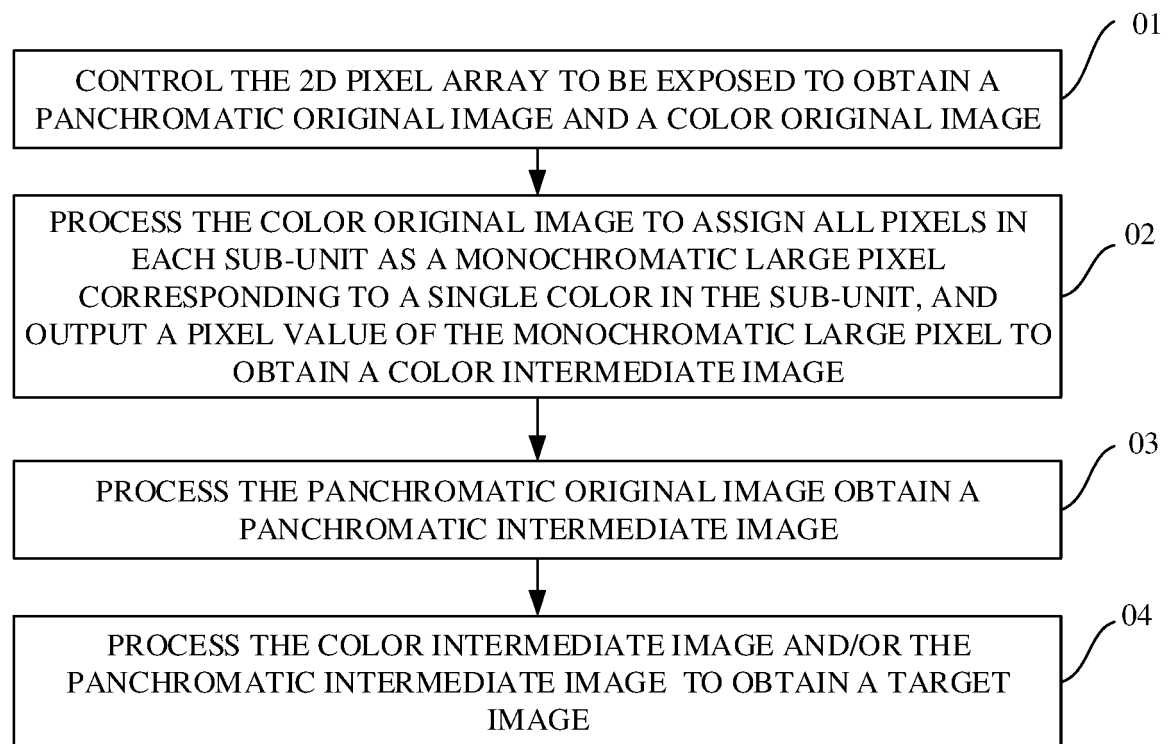 01
CONTROL THE 2D PIXEL ARRAY TO BE EXPOSED TO OBTAIN A
PANCHROMATIC ORIGINAL IMAGE AND A COLOR ORIGINAL IMAGE
02
PROCESS THE COLOR ORIGINAL IMAGE TO ASSIGN ALL PIXELS IN
EACH SUB-UNIT AS A MONOCHROMATIC LARGE PIXEL
CORRESPONDING TO A SINGLE COLOR IN THE SUB-UNIT, AND
OUTPUT A PIXEL VALUE OF THE MONOCHROMATIC LARGE PIXEL TO
OBTAIN A COLOR INTERMEDIATE IMAGE
03
PROCESS THE PANCHROMATIC ORIGINAL IMAGE OBTAIN A
PANCHROMATIC INTERMEDIATE IMAGE
04
PROCESS THE COLOR INTERMEDIATE IMAGE AND/OR THE
PANCHROMATIC INTERMEDIATE IMAGE TO OBTAIN A TARGET
IMAGE